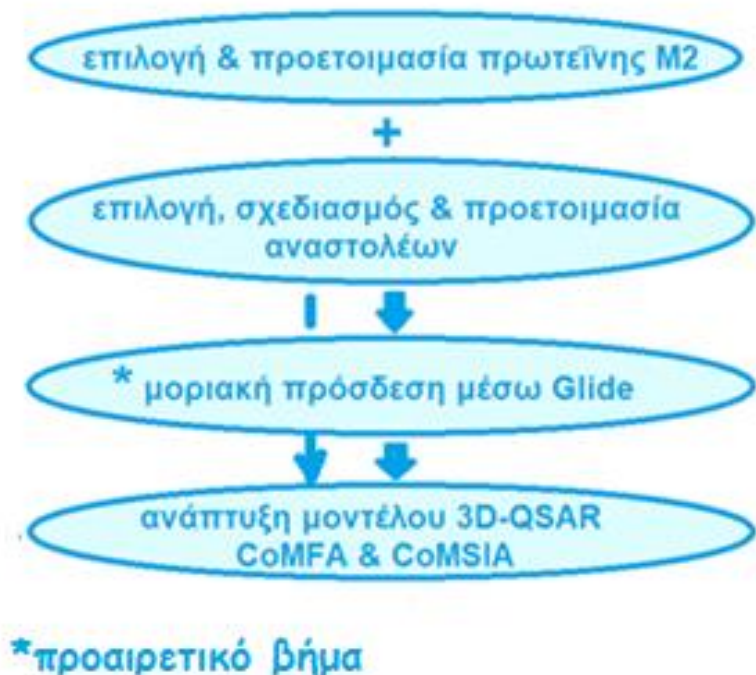 επιλογή & προετοιμασία πρωτεΐνης M2
+
επιλογή, σχεδιασμός & προετοιμασία
αναστολέων
* μοριακή πρόσδεση μέσω Glide
ανάπτυξη μοντέλου 3D-QSAR
CoMFA & CoMSIA
*προαιρετικό βήμα